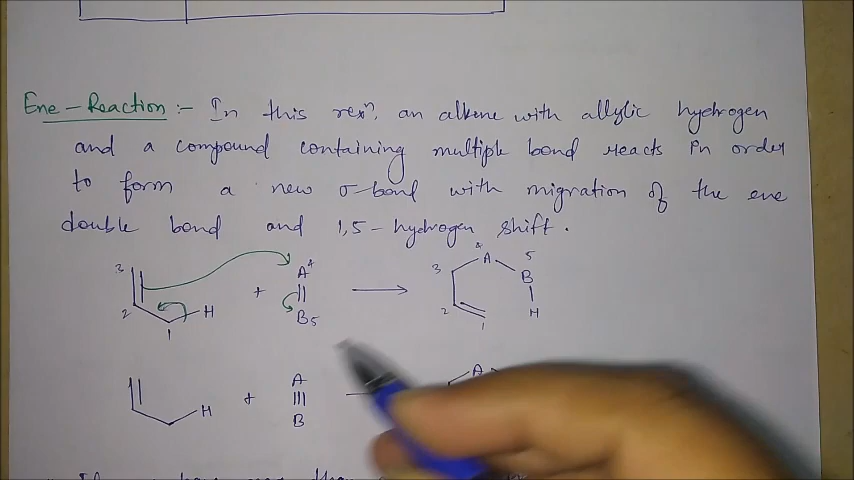 Ene-Reaction :- In this rexⁿ, an alkene with allylic hydrogen
and a compound containing multiple bond reacts in order
to form a new σ-bond with migration of the ene
double bond and 1,5-hydrogen shift.
3 2 1 H + A 4 B 5 → 3 4 A 5 B H 2 1
H + A B A